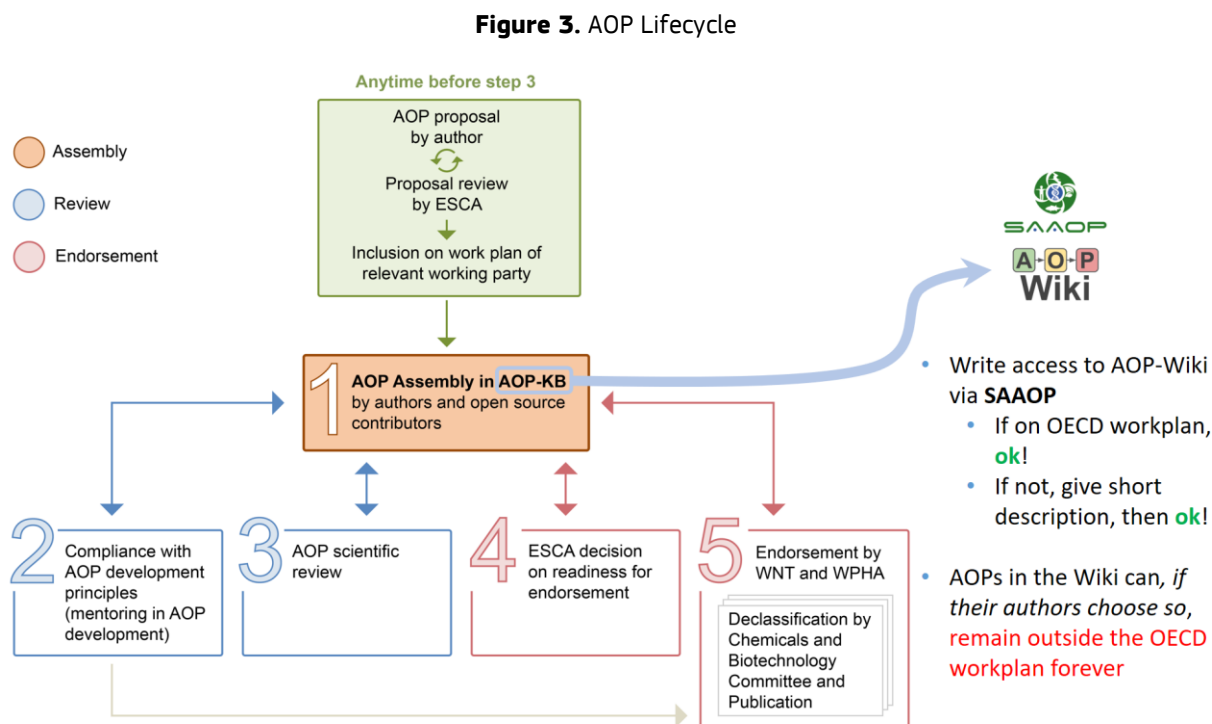 Figure 3. AOP Lifecycle
Anytime before step 3
AOP proposal
by author
Proposal review
by ESCA
Inclusion on work plan of
relevant working party
Assembly
Review
Endorsement
SAAOP
A O P
Wiki
1
AOP Assembly in AOP-KB
by authors and open source
contributors
2
Compliance with
AOP development
principles
(mentoring in AOP
development)
3
AOP scientific
review
4
ESCA decision
on readiness for
endorsement
5
Endorsement by
WNT and WPHA
Declassification by
Chemicals and
Biotechnology
Committee and
Publication
• Write access to AOP-Wiki
via SAAOP
• If on OECD workplan,
ok!
• If not, give short
description, then ok!
• AOPs in the Wiki can, if
their authors choose so,
remain outside the OECD
workplan forever